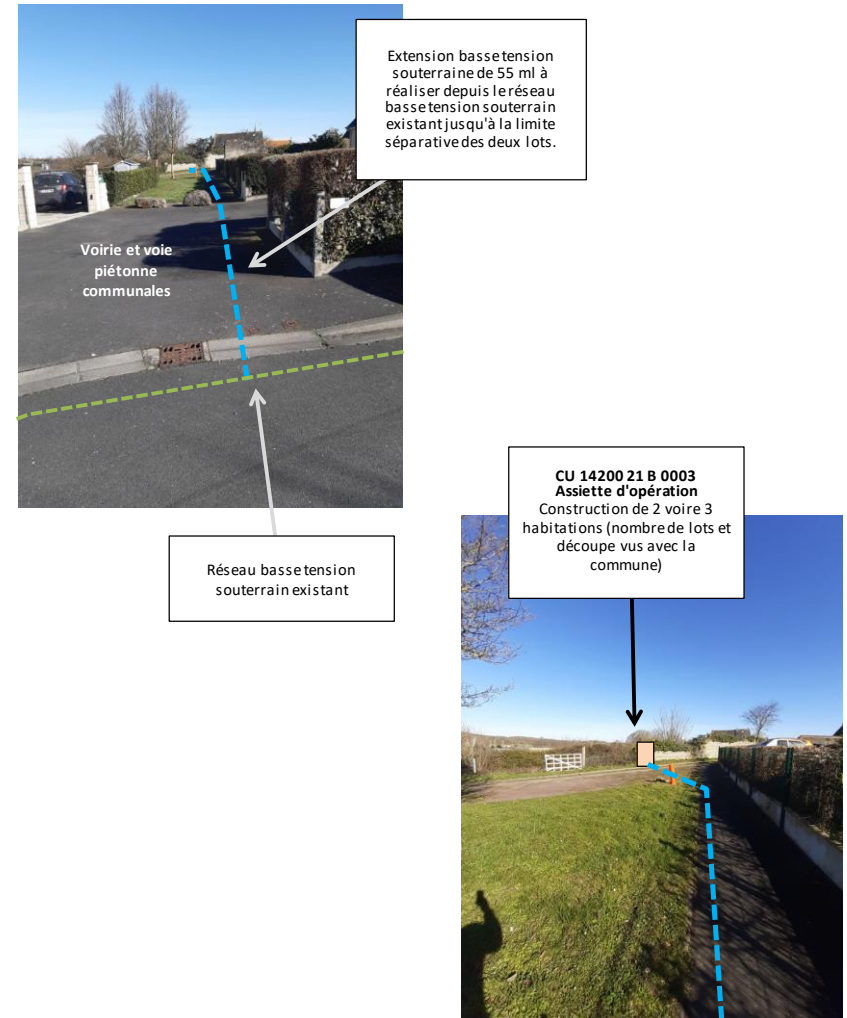 Extension basse tension
souterraine de 55 ml à
réaliser depuis le réseau
basse tension souterrain
existant jusqu'à la limite
séparative des deux lots.
Voirie et voie
piétonne
communales
Réseau basse tension
souterrain existant
CU 14200 21 B 0003
Assiette d'opération
Construction de 2 voire 3
habitations (nombre de lots et
découpe vus avec la
commune)